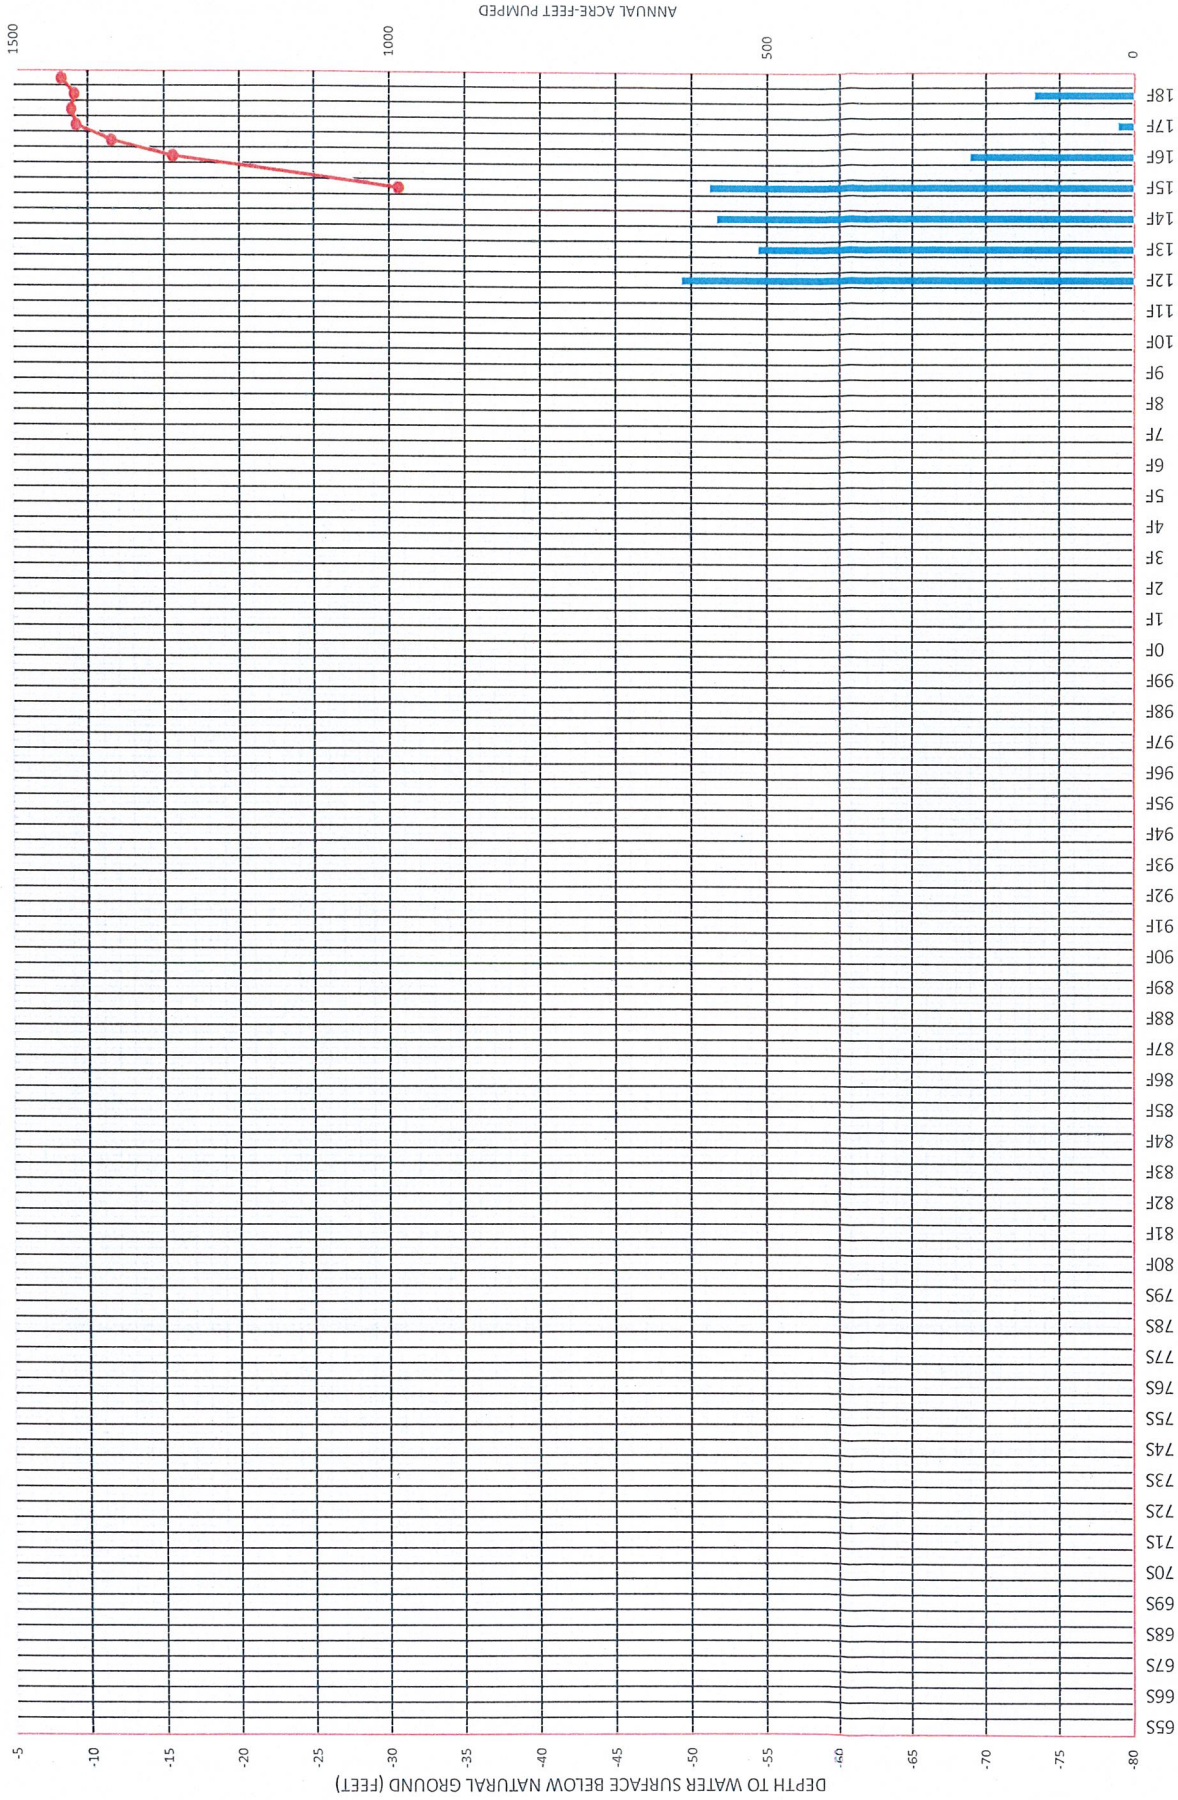 ANNUAL ACRE-FEET PUMPED
1500
1000
500
0
18F
17F
16F
15F
14F
13F
12F
11F
10F
9F
8F
7F
6F
5F
4F
3F
2F
1F
0F
99F
98F
97F
96F
95F
94F
93F
92F
91F
90F
89F
88F
87F
86F
85F
84F
83F
82F
81F
80F
79S
78S
77S
76S
75S
74S
73S
72S
71S
70S
69S
68S
67S
66S
65S
-5
-10
-15
-20
-25
-30
-35
-40
-45
-50
-55
-60
-65
-70
-75
-80
DEPTH TO WATER SURFACE BELOW NATURAL GROUND (FEET)